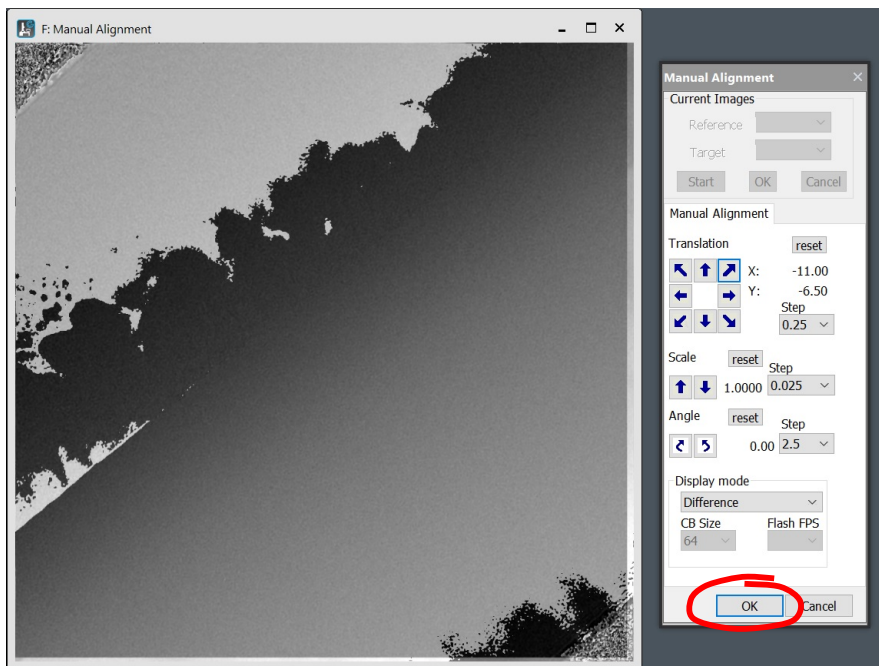 F: Manual Alignment
Manual Alignment
Current Images
Reference
Target
Start OK Cancel
Manual Alignment
Translation reset
X: -11.00
Y: -6.50
Step
0.25
Scale reset
Step
1.0000 0.025
Angle reset
Step
0.00 2.5
Display mode
Difference
CB Size Flash FPS
64
OK Cancel